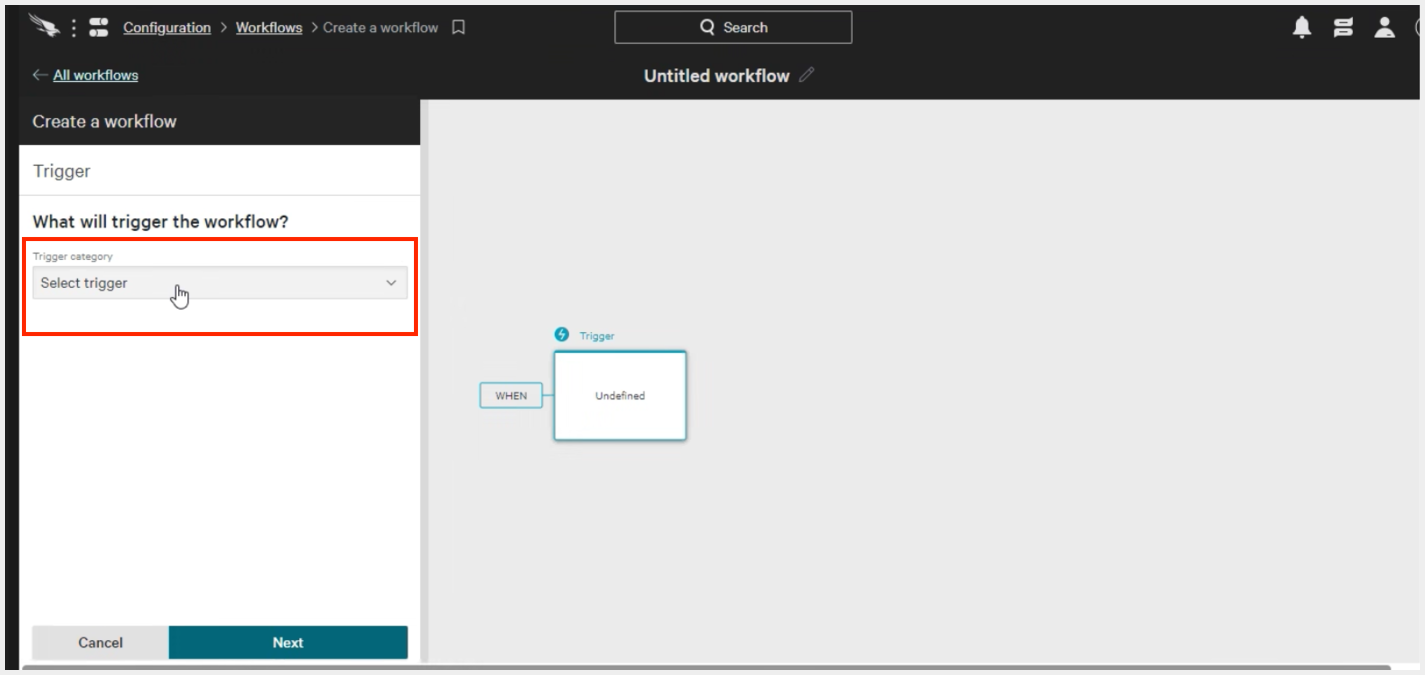 Configuration > Workflows > Create a workflow
Search
All workflows
Untitled workflow
Create a workflow
Trigger
What will trigger the workflow?
Trigger category
Select trigger
Trigger
WHEN
Undefined
Cancel
Next